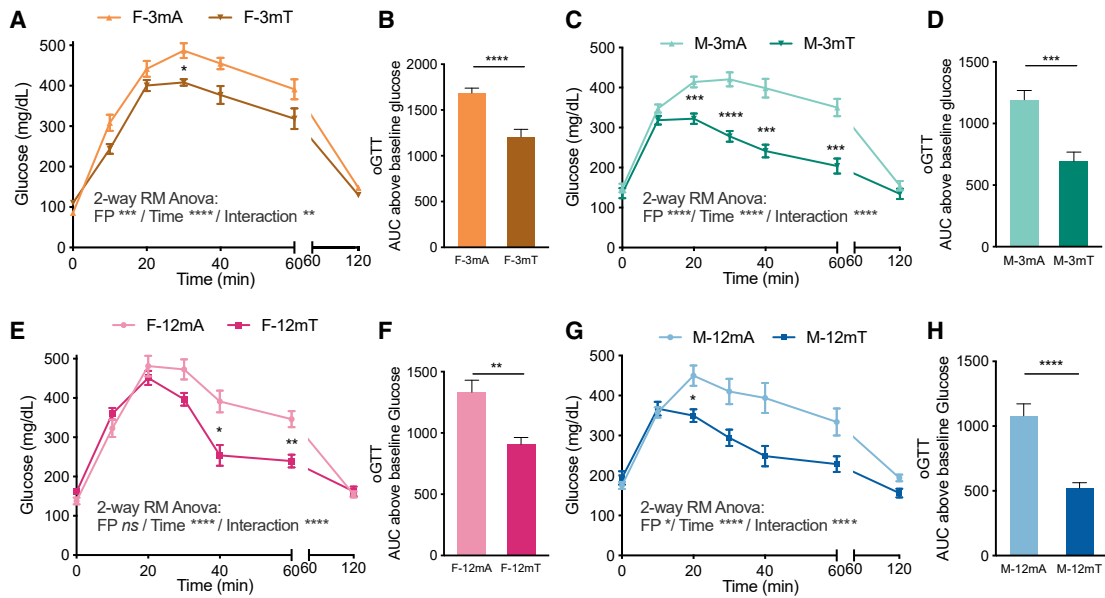 A
F-3mA
F-3mT
Glucose (mg/dL)
500
400
300
200
100
0
*
2-way RM Anova:
FP *** / Time **** / Interaction **
0
20
40
60
60
120
Time (min)
B
oGTT
AUC above baseline glucose
2000
1500
1000
500
0
****
F-3mA
F-3mT
C
M-3mA
M-3mT
Glucose (mg/dL)
500
400
300
200
100
0
***
****
***
***
2-way RM Anova:
FP ****/ Time **** / Interaction ****
0
20
40
60
60
120
Time (min)
D
oGTT
AUC above baseline glucose
1500
1000
500
0
***
M-3mA
M-3mT
E
F-12mA
F-12mT
Glucose (mg/dL)
500
400
300
200
100
0
*
**
2-way RM Anova:
FP ns / Time **** / Interaction ****
0
20
40
60
60
120
Time (min)
F
oGTT
AUC above baseline Glucose
1500
1000
500
0
**
F-12mA
F-12mT
G
M-12mA
M-12mT
Glucose (mg/dL)
500
400
300
200
100
0
*
2-way RM Anova:
FP */ Time **** / Interaction ****
0
20
40
60
60
120
Time (min)
H
oGTT
AUC above baseline Glucose
1500
1000
500
0
****
M-12mA
M-12mT